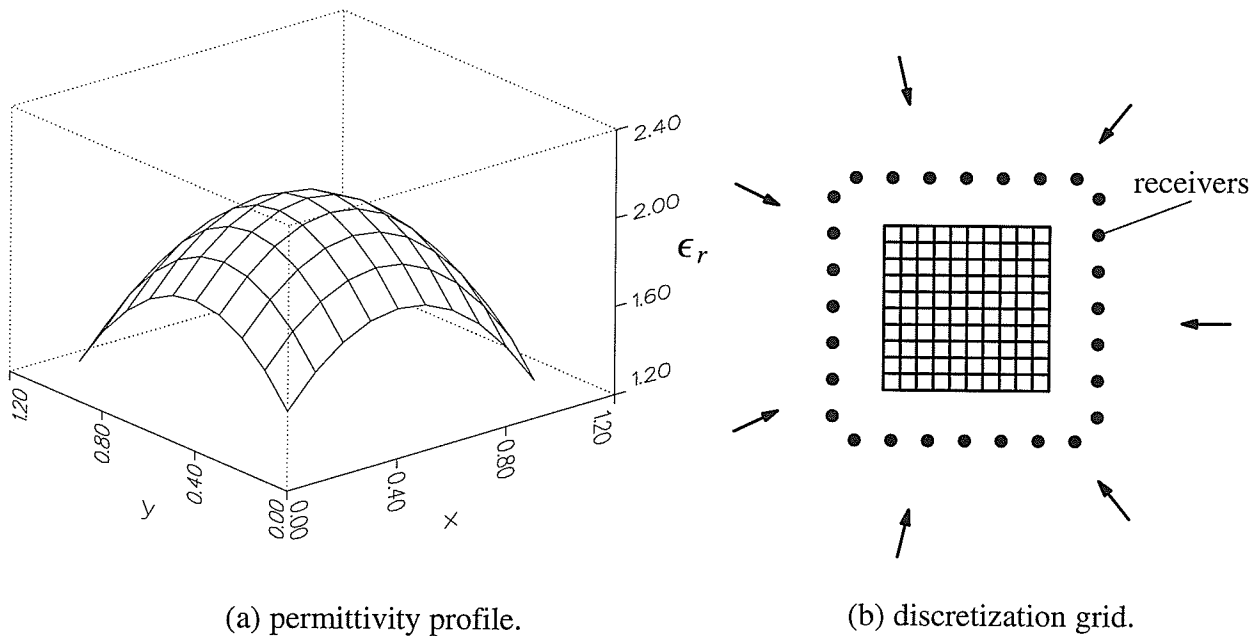 2.40
2.00
ϵr
1.60
1.20
1.20
0.80
0.40
0.00
y
0.00
0.40
0.80
1.20
x
receivers
(a) permittivity profile.
(b) discretization grid.